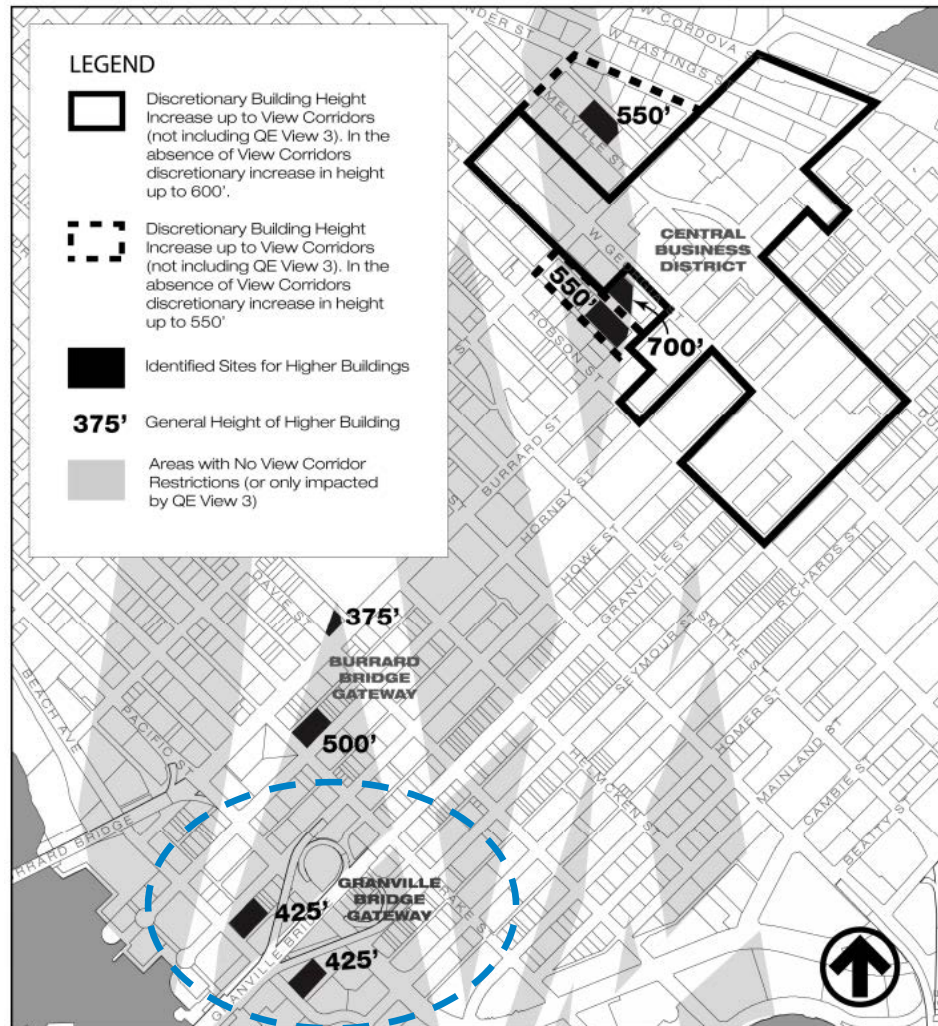 LEGEND
Discretionary Building Height
Increase up to View Corridors
(not including QE View 3). In the
absence of View Corridors
discretionary increase in height
up to 600'.
Discretionary Building Height
Increase up to View Corridors
(not including QE View 3). In the
absence of View Corridors
discretionary increase in height
up to 550'
Identified Sites for Higher Buildings
375' General Height of Higher Building
Areas with No View Corridor
Restrictions (or only impacted
by QE View 3)
W CORDOVA S
W HASTINGS ST
NDER ST
MELVILLE ST
550'
CENTRAL
BUSINESS
DISTRICT
W GE
550'
700'
ROBSON ST
BURRARD ST
HORNBY ST
HOWE ST
GRANVILLE ST
SEYMOUR ST
RICHARDS ST
SMITHE ST
HOMER ST
MAINLAND ST
CAMBIE S
BEATTY ST
HELMCKEN ST
DAVIE ST
375'
BURRARD
BRIDGE
GATEWAY
500'
BEACH AVE
PACIFIC ST
RRARD BRIDGE
GRANVILLE
BRIDGE
GATEWAY
DRAKE ST
425'
GRANVILLE BRI
425'